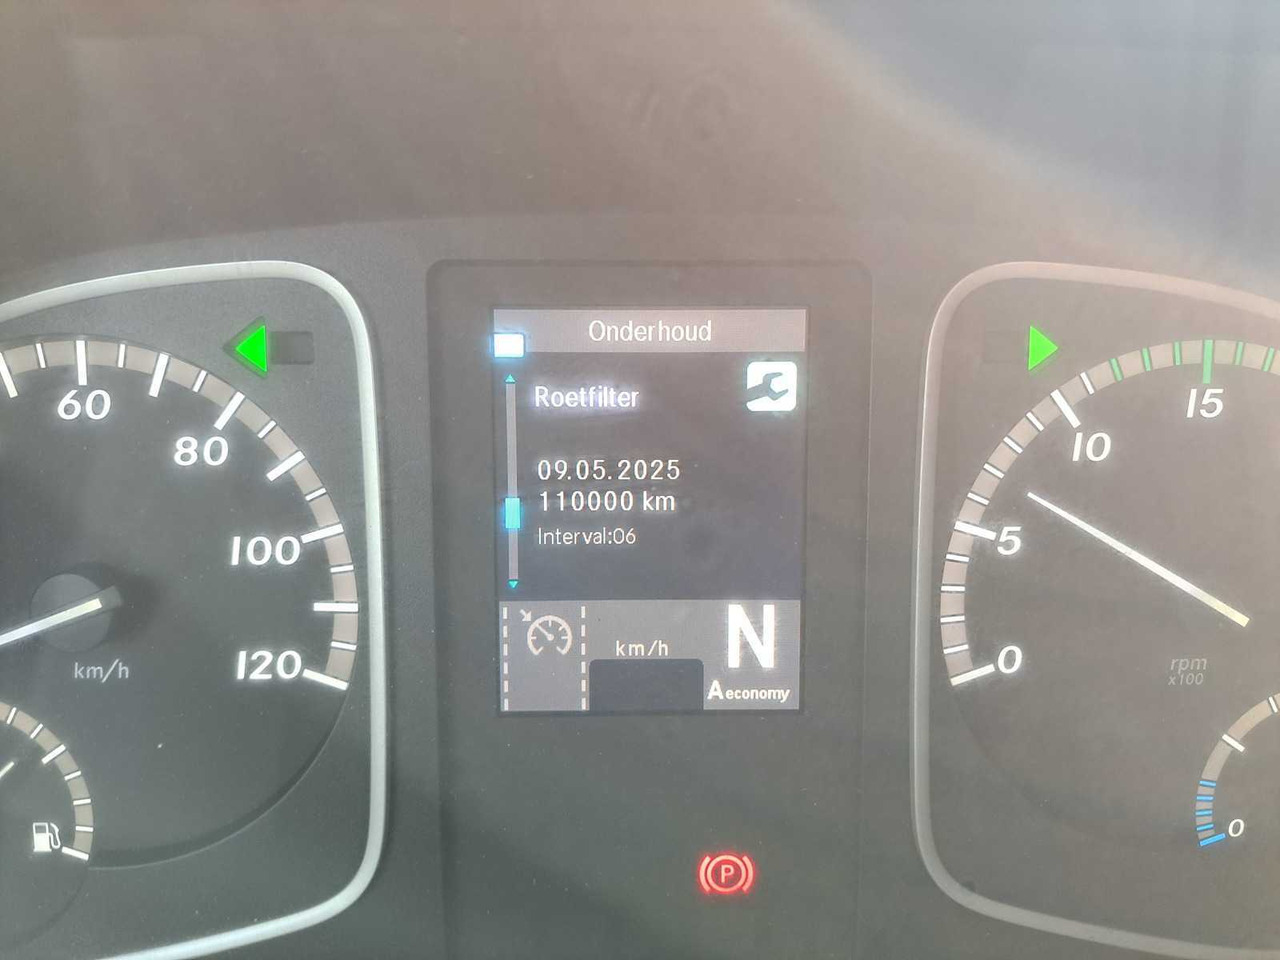 Onderhoud
Roetfilter
09.05.2025
110000 km
Interval:06
km/h
N
A economy
60
80
100
120
km/h
15
10
5
0
rpm
x100
0
P